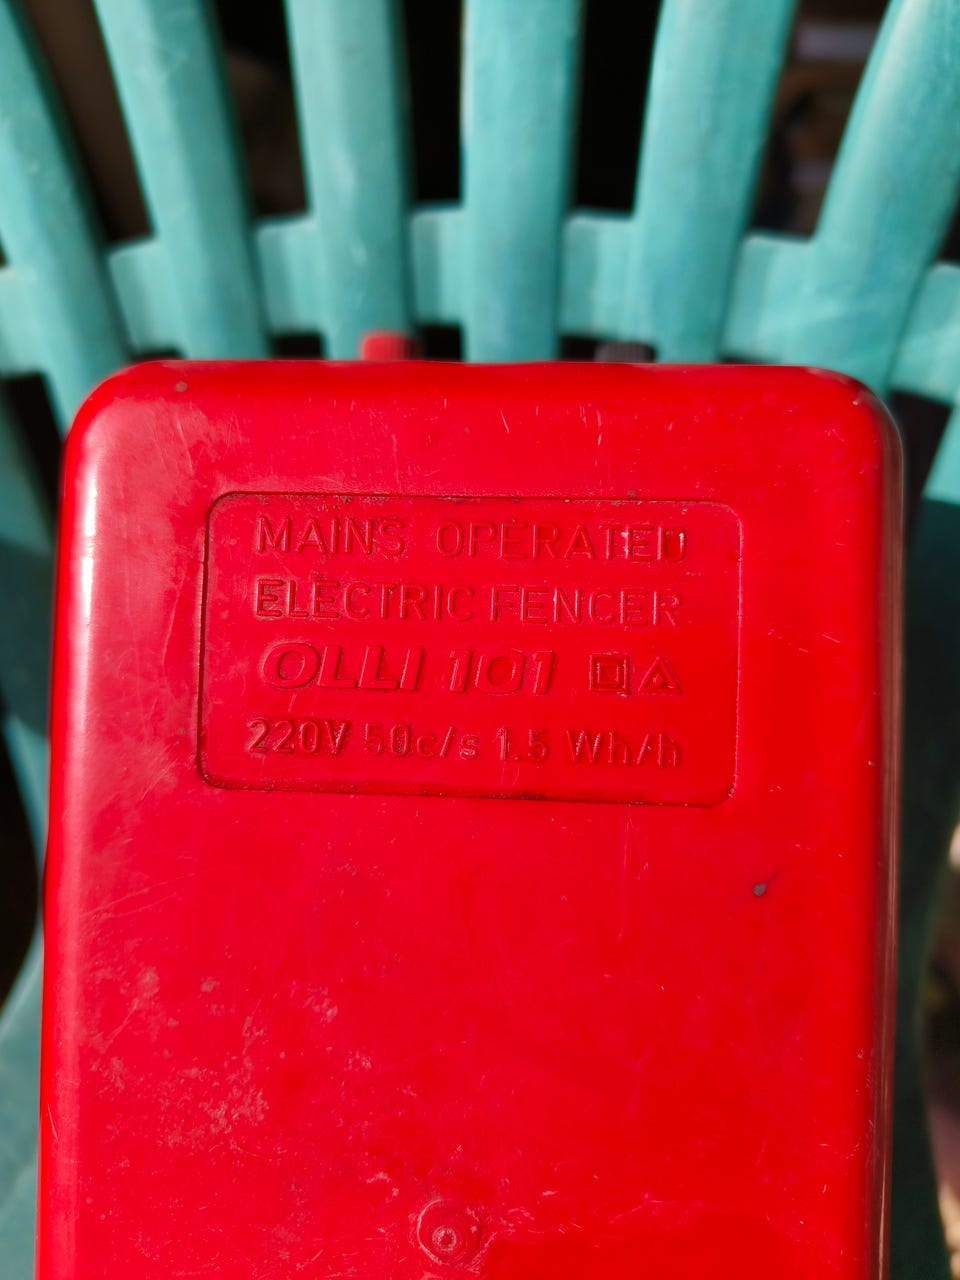 MAINS OPERATED
ELECTRIC FENCER
OLLI 101
220V 50c/s 1.5 Wh/h